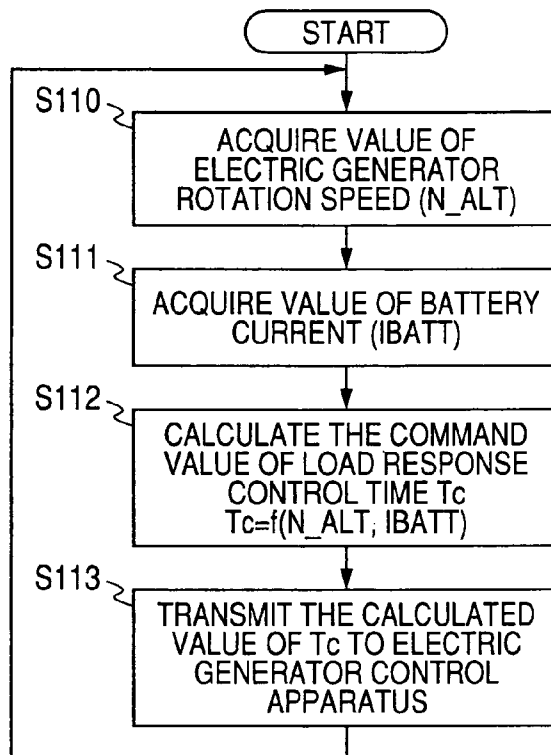 START
S110
ACQUIRE VALUE OF
ELECTRIC GENERATOR
ROTATION SPEED (N_ALT)
S111
ACQUIRE VALUE OF BATTERY
CURRENT (IBATT)
S112
CALCULATE THE COMMAND
VALUE OF LOAD RESPONSE
CONTROL TIME Tc
Tc=f(N_ALT, IBATT)
S113
TRANSMIT THE CALCULATED
VALUE OF Tc TO ELECTRIC
GENERATOR CONTROL
APPARATUS